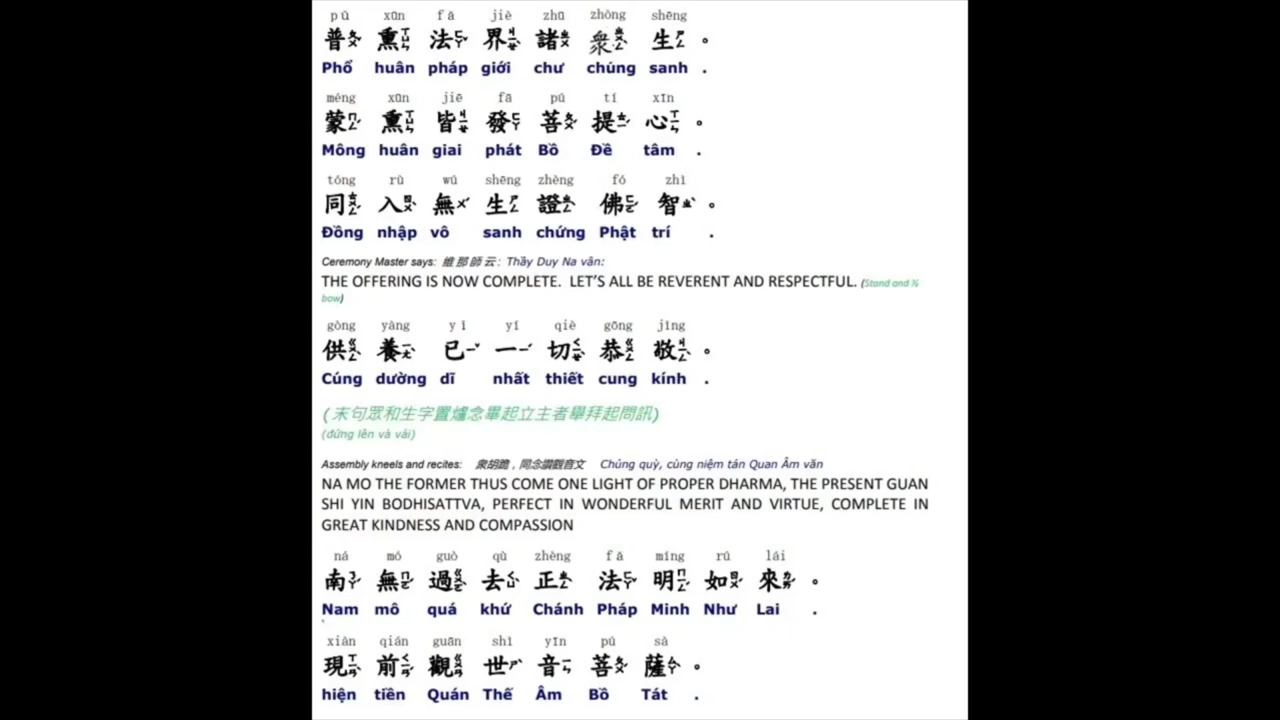 pǔ xūn fǎ jiè zhū zhòng shēng
普 熏 法 界 諸 眾 生 。
Phổ huân pháp giới chư chúng sanh .
méng xūn jiē fā pú tí xīn
蒙 熏 皆 發 菩 提 心 。
Mông huân giai phát Bồ Đề tâm .
tóng rù wú shēng zhèng fó zhì
同 入 無 生 證 佛 智 。
Đồng nhập vô sanh chứng Phật trí .
Ceremony Master says: 維那師云: Thầy Duy Na vân:
THE OFFERING IS NOW COMPLETE. LET'S ALL BE REVERENT AND RESPECTFUL. (Stand and ½
bow)
gòng yàng yǐ yí qiè gōng jìng
供 養 已 一 切 恭 敬 。
Cúng dường dĩ nhất thiết cung kính .
(末句眾和生字置爐念畢起立主者舉拜起問訊)
(đứng lên và vái)
Assembly kneels and recites: 衆胡跪，同念讚觀音文 Chúng quỳ, cùng niệm tán Quan Âm văn
NA MO THE FORMER THUS COME ONE LIGHT OF PROPER DHARMA, THE PRESENT GUAN
SHI YIN BODHISATTVA, PERFECT IN WONDERFUL MERIT AND VIRTUE, COMPLETE IN
GREAT KINDNESS AND COMPASSION
ná mó guò qù zhèng fǎ míng rú lái
南 無 過 去 正 法 明 如 來 。
Nam mô quá khứ Chánh Pháp Minh Như Lai .
xiàn qián guān shì yīn pú sà
現 前 觀 世 音 菩 薩 。
hiện tiền Quán Thế Âm Bồ Tát .